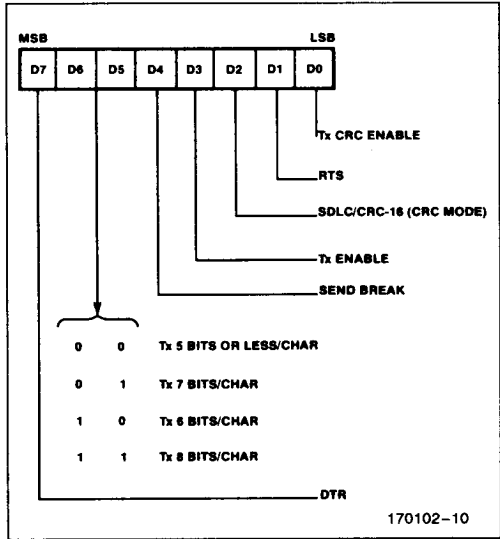 MSB LSB
D7 D6 D5 D4 D3 D2 D1 D0
Tx CRC ENABLE
RTS
SDLC/CRC-16 (CRC MODE)
Tx ENABLE
SEND BREAK
0 0 Tx 5 BITS OR LESS/CHAR
0 1 Tx 7 BITS/CHAR
1 0 Tx 6 BITS/CHAR
1 1 Tx 8 BITS/CHAR
DTR
170102-10